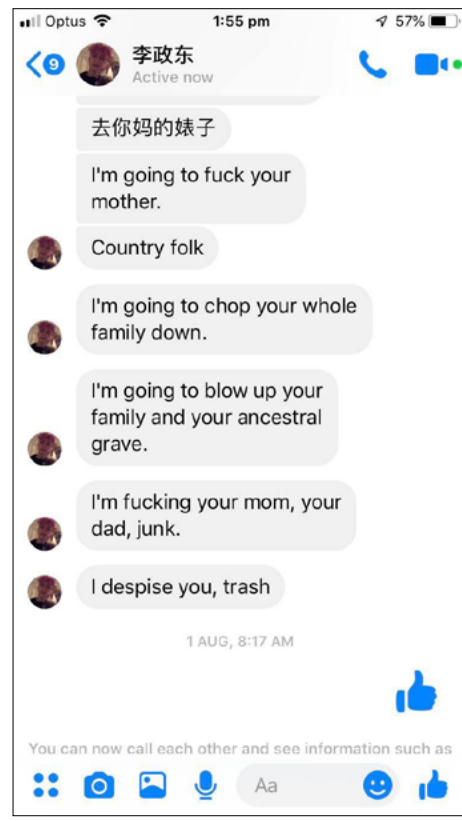 Optus 1:55 pm 57%
9 李政东
Active now
去你妈的婊子
I'm going to fuck your
mother.
Country folk
I'm going to chop your whole
family down.
I'm going to blow up your
family and your ancestral
grave.
I'm fucking your mom, your
dad, junk.
I despise you, trash
1 AUG, 8:17 AM
You can now call each other and see information such as
Aa